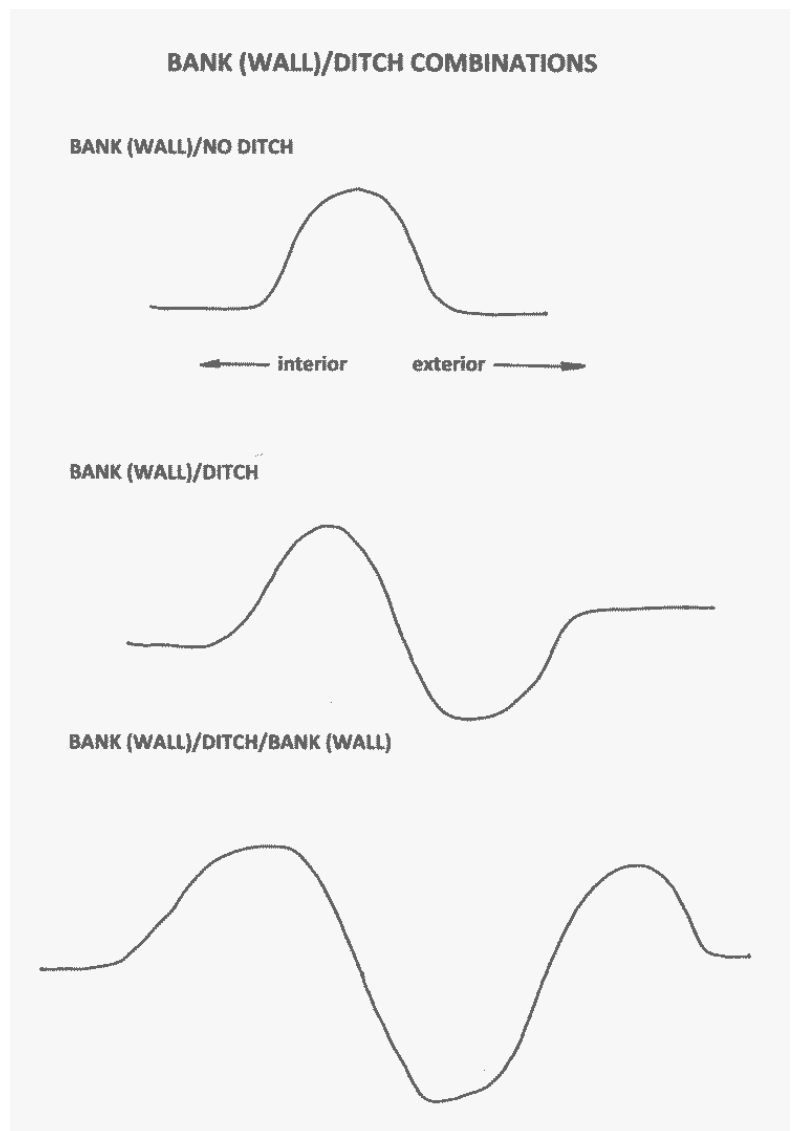 BANK (WALL)/DITCH COMBINATIONS
BANK (WALL)/NO DITCH
interior exterior
BANK (WALL)/DITCH
BANK (WALL)/DITCH/BANK (WALL)